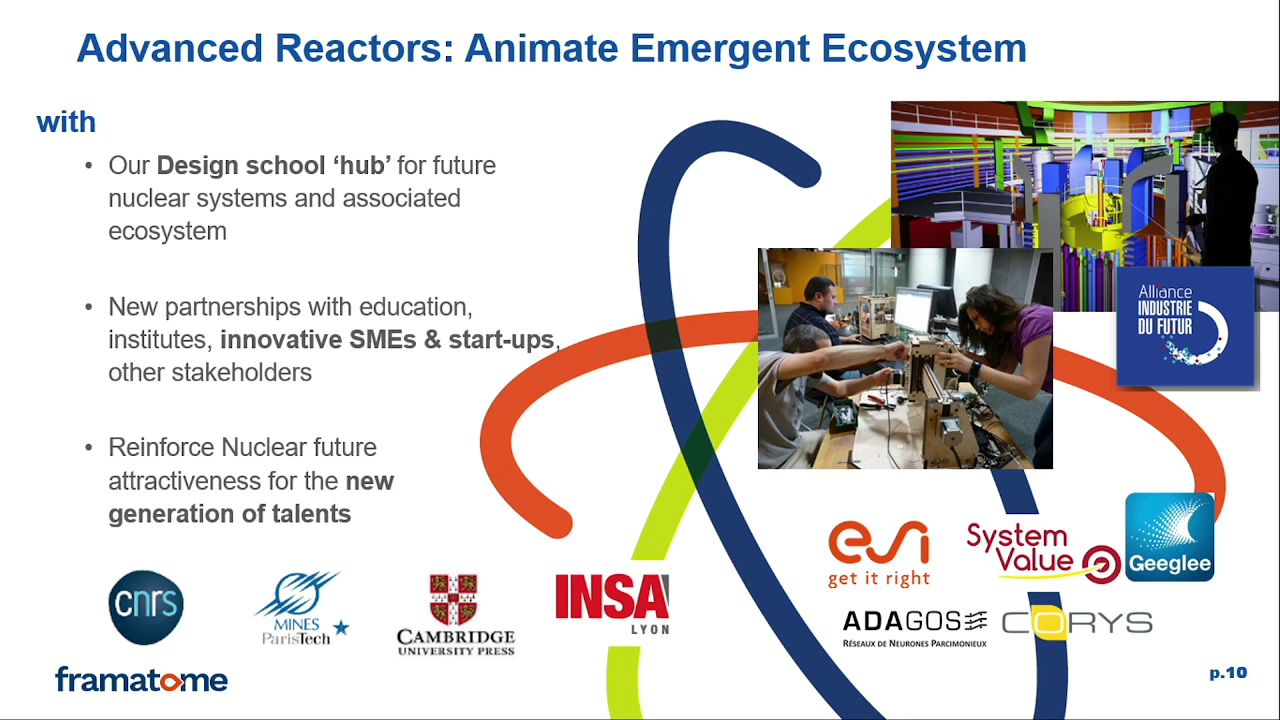 Advanced Reactors: Animate Emergent Ecosystem
with
• Our Design school ‘hub’ for future
nuclear systems and associated
ecosystem
• New partnerships with education,
institutes, innovative SMEs & start-ups,
other stakeholders
• Reinforce Nuclear future
attractiveness for the new
generation of talents
Alliance
INDUSTRIE
DU FUTUR
esi
get it right
System
Value
Geeglee
ADAGOS
RÉSEAUX DE NEURONES PARCIMONIEUX
CORYS
cnrs
MINES
ParisTech
CAMBRIDGE
UNIVERSITY PRESS
INSA
LYON
framatome
p.10